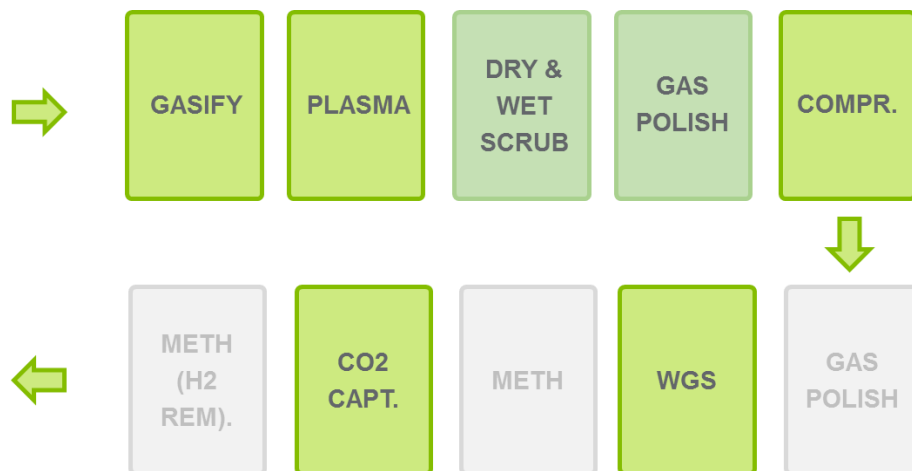 GASIFY
PLASMA
DRY &
WET
SCRUB
GAS
POLISH
COMPR.
METH
(H2
REM).
CO2
CAPT.
METH
WGS
GAS
POLISH